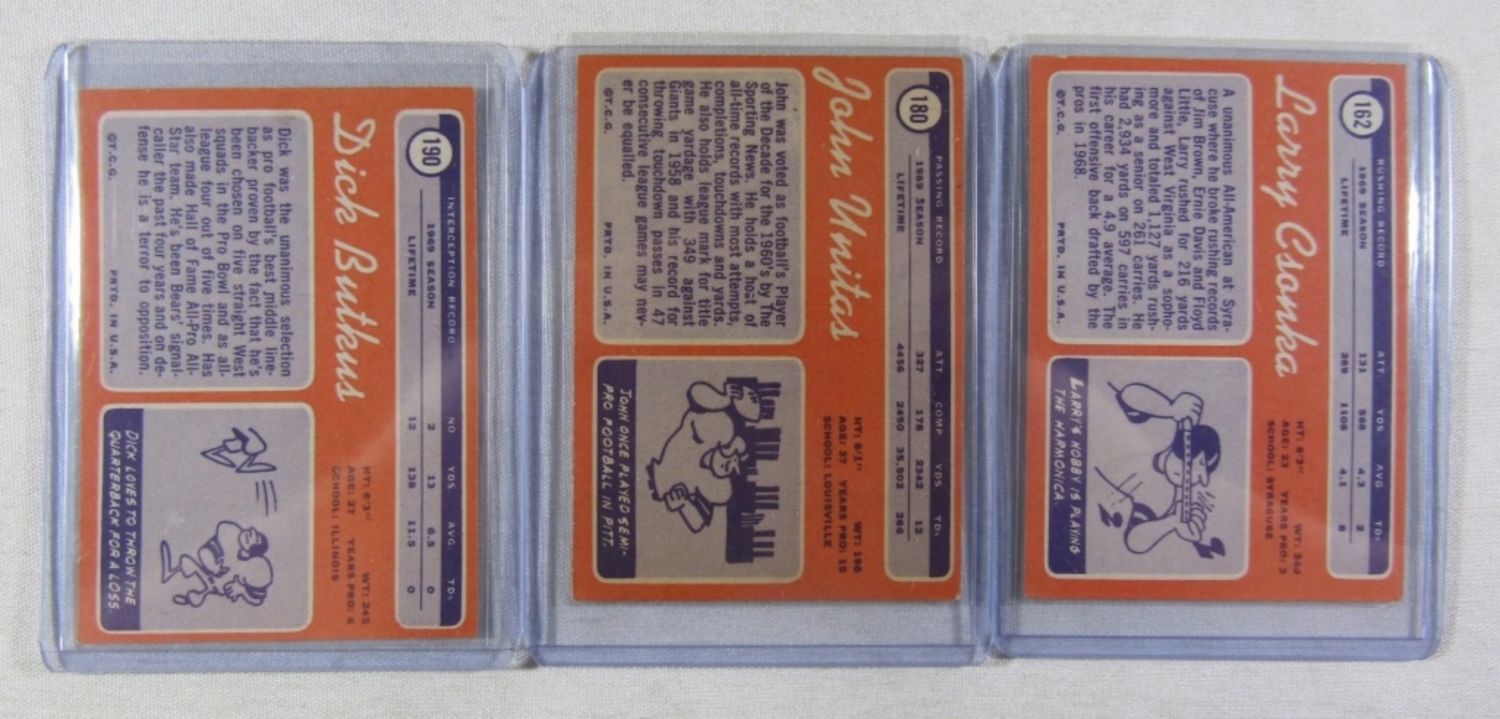 190
INTERCEPTION RECORD NO YDS AVG TD.
1969 SEASON 2 13 6.5 0
LIFETIME 12 138 11.5 0
Dick Butkus
HT: 6'3" WT: 245
AGE: 27 YEARS PRO: 6
SCHOOL: ILLINOIS
Dick was the unanimous selection
as pro football's best middle line-
backer proven by the fact that he's
been chosen on five straight West
squads in the Pro Bowl and as all-
league four out of five times. Has
also made Hall of Fame All-Pro All-
Star team. He's been Bears' signal-
caller the past four years and on de-
fense he is a terror to opposition.
©T.C.G. PRTD. IN U.S.A.
DICK LOVES TO THROW THE
QUARTERBACK FOR A LOSS.
180
PASSING RECORD ATT COMP. YDS TD.
1969 SEASON 327 178 2342 12
LIFETIME 4456 2450 35,502 266
John Unitas
HT: 6'1" WT: 196
AGE: 37 YEARS PRO: 15
SCHOOL: LOUISVILLE
John was voted as football's Player
of the Decade for the 1960's by The
Sporting News. He holds a host of
all-time records with most attempts,
completions, touchdowns and yards.
He also holds league mark for title
game yardage with 349 against
Giants in 1958 and his record for
throwing touchdown passes in 47
consecutive league games may nev-
er be equalled.
©T.C.G. PRTD. IN U.S.A.
JOHN ONCE PLAYED SEMI-
PRO FOOTBALL IN PITT.
162
RUSHING RECORD ATT. YDS. AVG TD.
1969 SEASON 131 566 4.3 2
LIFETIME 269 1106 4.1 8
Larry Csonka
HT: 6'3" WT:
AGE: 23 YEARS PRO: 3
SCHOOL: SYRACUSE
A unanimous All-American at Syra-
cuse where he broke rushing records
of Jim Brown, Ernie Davis and Floyd
Little, Larry rushed for 216 yards
against West Virginia as a sopho-
more and totaled 1,127 yards rush-
ing as a senior on 261 carries. He
had 2,934 yards on 597 carries in
his career for a 4.9 average. The
first offensive back drafted by the
pros in 1968.
©T.C.G. PRTD. IN U.S.A.
LARRY'S HOBBY IS PLAYING
THE HARMONICA.